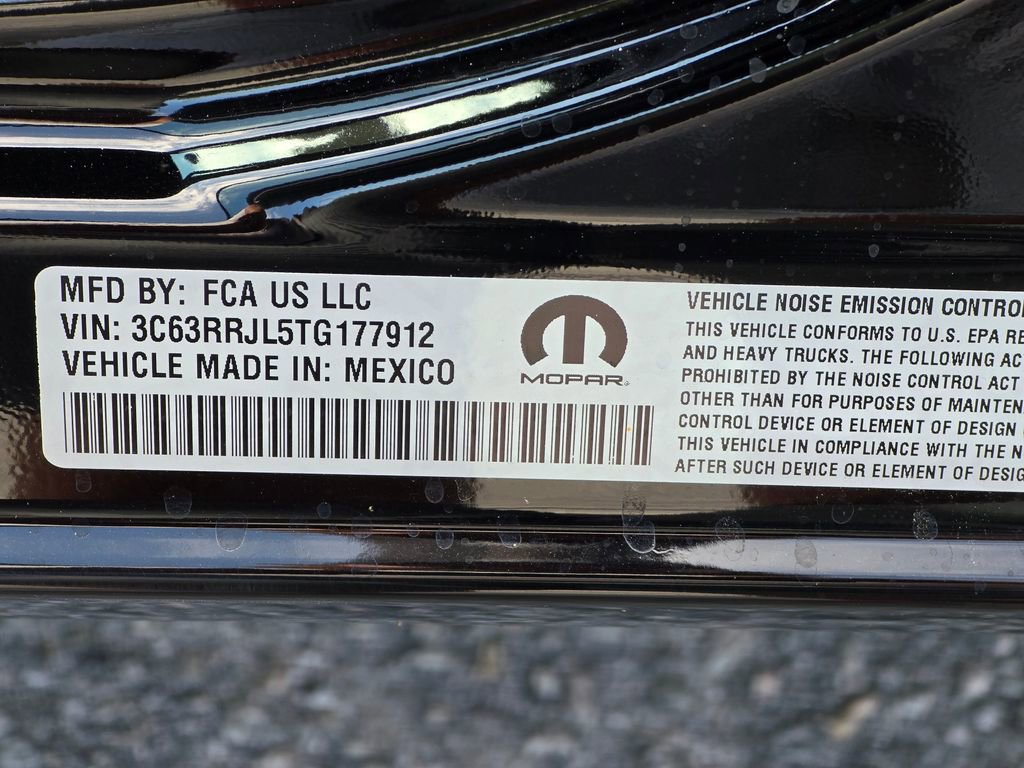 MFD BY: FCA US LLC
VIN: 3C63RRJL5TG177912
VEHICLE MADE IN: MEXICO
MOPAR
VEHICLE NOISE EMISSION CONTROL
THIS VEHICLE CONFORMS TO U.S. EPA RE
AND HEAVY TRUCKS. THE FOLLOWING AC
PROHIBITED BY THE NOISE CONTROL ACT
OTHER THAN FOR PURPOSES OF MAINTEN
CONTROL DEVICE OR ELEMENT OF DESIGN
THIS VEHICLE IN COMPLIANCE WITH THE N
AFTER SUCH DEVICE OR ELEMENT OF DESIG